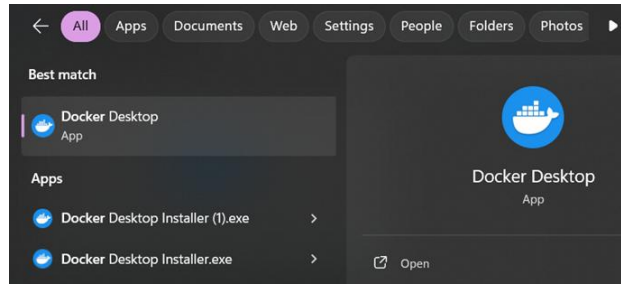 All Apps Documents Web Settings People Folders Photos
Best match
Docker Desktop
App
Apps
Docker Desktop Installer (1).exe
Docker Desktop Installer.exe
Docker Desktop
App
Open